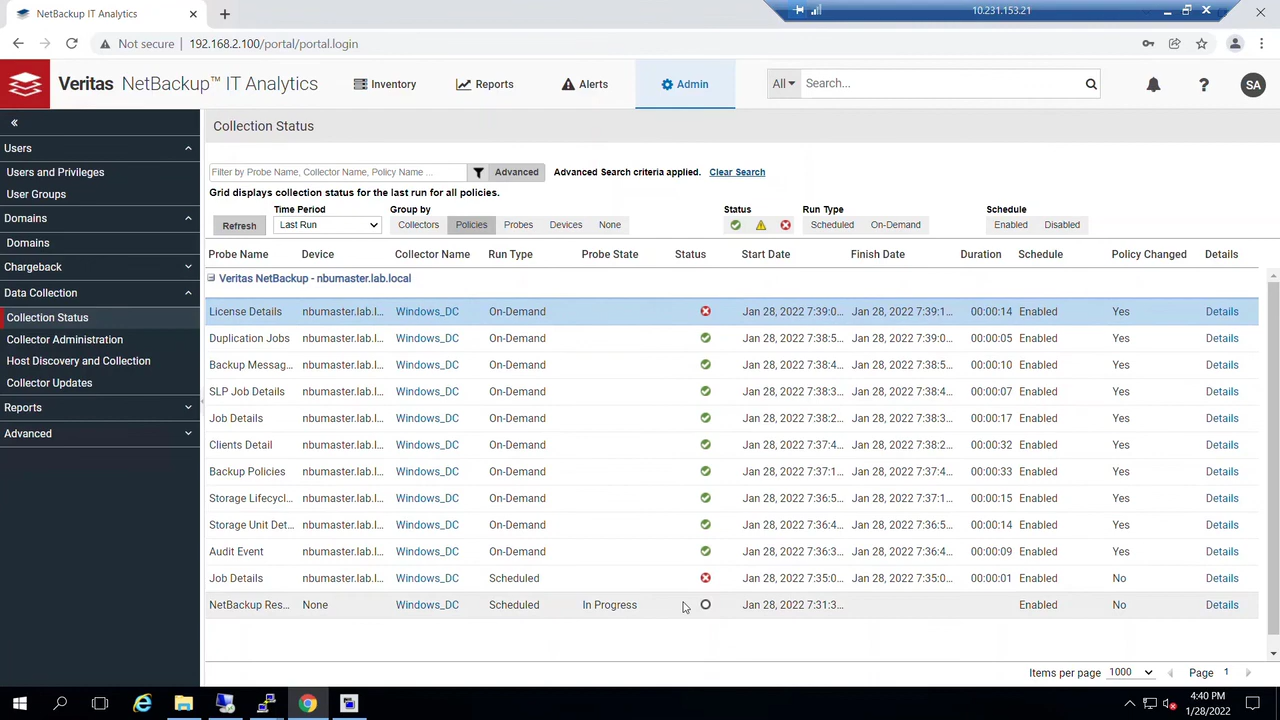 NetBackup IT Analytics
10.231.153.21
Not secure | 192.168.2.100/portal/portal.login
Veritas NetBackup™ IT Analytics
Inventory
Reports
Alerts
Admin
All
Search...
?
SA
«
Users
Users and Privileges
User Groups
Domains
Domains
Chargeback
Data Collection
Collection Status
Collector Administration
Host Discovery and Collection
Collector Updates
Reports
Advanced
Collection Status
Filter by Probe Name, Collector Name, Policy Name ...
Advanced
Advanced Search criteria applied.
Clear Search
Grid displays collection status for the last run for all policies.
Time Period
Group by
Status
Run Type
Schedule
Refresh
Last Run
Collectors
Policies
Probes
Devices
None
Scheduled
On-Demand
Enabled
Disabled
Probe Name Device Collector Name Run Type Probe State Status Start Date Finish Date Duration Schedule Policy Changed Details
Veritas NetBackup - nbumaster.lab.local
License Details nbumaster.lab.l... Windows_DC On-Demand Jan 28, 2022 7:39:0... Jan 28, 2022 7:39:1... 00:00:14 Enabled Yes Details
Duplication Jobs nbumaster.lab.l... Windows_DC On-Demand Jan 28, 2022 7:38:5... Jan 28, 2022 7:39:0... 00:00:05 Enabled Yes Details
Backup Messag... nbumaster.lab.l... Windows_DC On-Demand Jan 28, 2022 7:38:4... Jan 28, 2022 7:38:5... 00:00:10 Enabled Yes Details
SLP Job Details nbumaster.lab.l... Windows_DC On-Demand Jan 28, 2022 7:38:3... Jan 28, 2022 7:38:4... 00:00:07 Enabled Yes Details
Job Details nbumaster.lab.l... Windows_DC On-Demand Jan 28, 2022 7:38:2... Jan 28, 2022 7:38:3... 00:00:17 Enabled Yes Details
Clients Detail nbumaster.lab.l... Windows_DC On-Demand Jan 28, 2022 7:37:4... Jan 28, 2022 7:38:2... 00:00:32 Enabled Yes Details
Backup Policies nbumaster.lab.l... Windows_DC On-Demand Jan 28, 2022 7:37:1... Jan 28, 2022 7:37:4... 00:00:33 Enabled Yes Details
Storage Lifecycl... nbumaster.lab.l... Windows_DC On-Demand Jan 28, 2022 7:36:5... Jan 28, 2022 7:37:1... 00:00:15 Enabled Yes Details
Storage Unit Det... nbumaster.lab.l... Windows_DC On-Demand Jan 28, 2022 7:36:4... Jan 28, 2022 7:36:5... 00:00:14 Enabled Yes Details
Audit Event nbumaster.lab.l... Windows_DC On-Demand Jan 28, 2022 7:36:3... Jan 28, 2022 7:36:4... 00:00:09 Enabled Yes Details
Job Details nbumaster.lab.l... Windows_DC Scheduled Jan 28, 2022 7:35:0... Jan 28, 2022 7:35:0... 00:00:01 Enabled No Details
NetBackup Res... None Windows_DC Scheduled In Progress Jan 28, 2022 7:31:3... Enabled No Details
Items per page 1000 Page 1
4:40 PM
1/28/2022